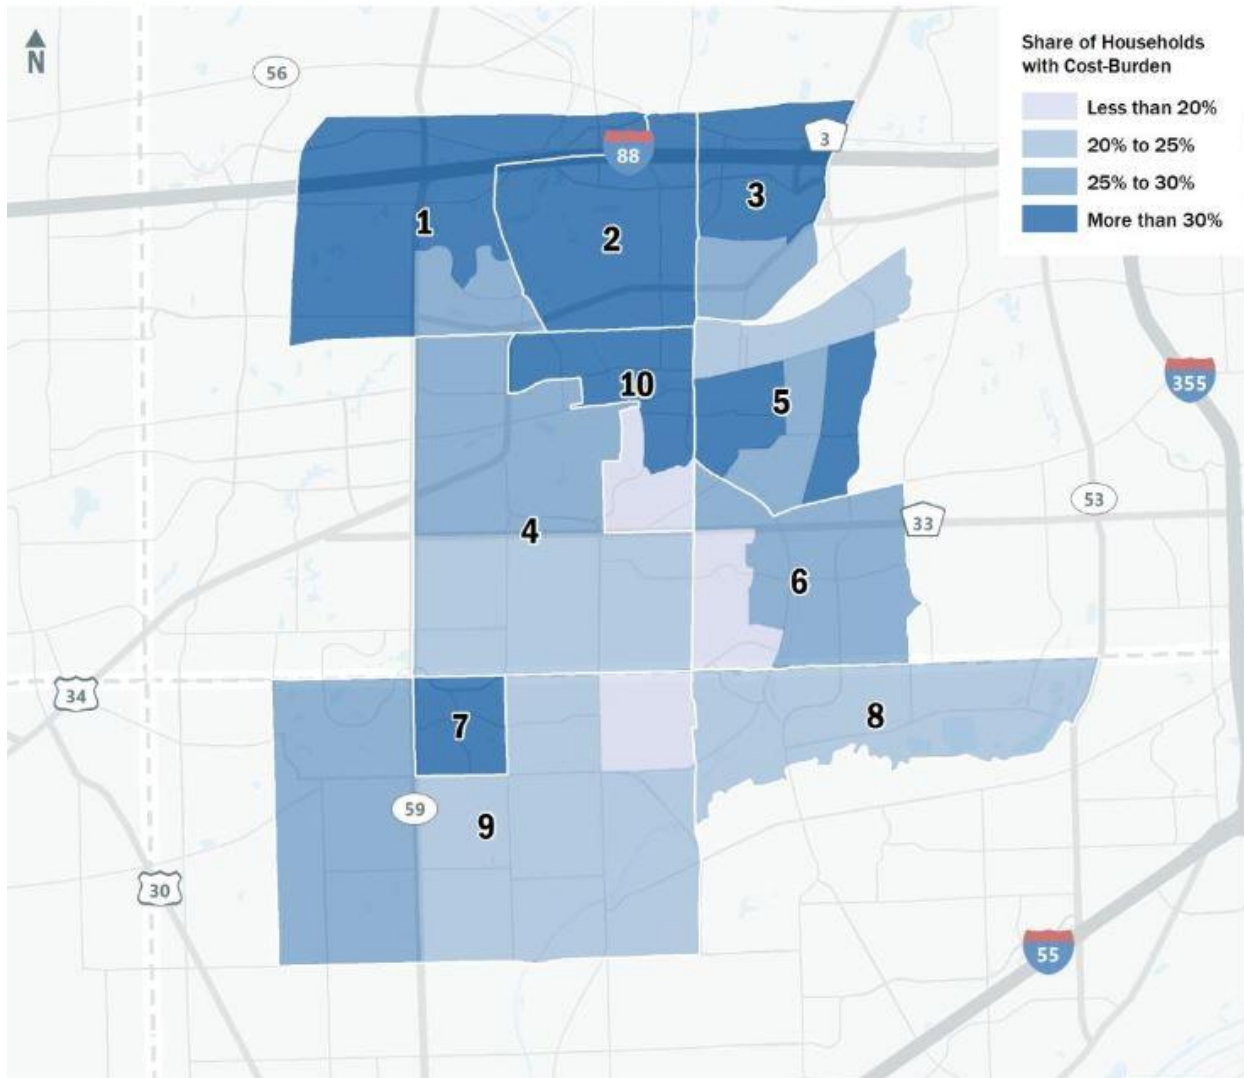 N
56
Share of Households
with Cost-Burden
Less than 20%
20% to 25%
25% to 30%
More than 30%
88
3
1
2
3
10
5
355
4
6
33
53
34
7
8
59
9
30
55